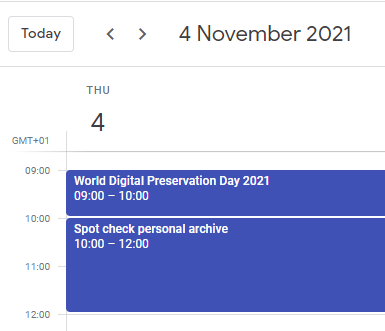 Today
4 November 2021
THU
4
GMT+01
09:00
World Digital Preservation Day 2021
09:00 – 10:00
10:00
Spot check personal archive
10:00 – 12:00
11:00
12:00